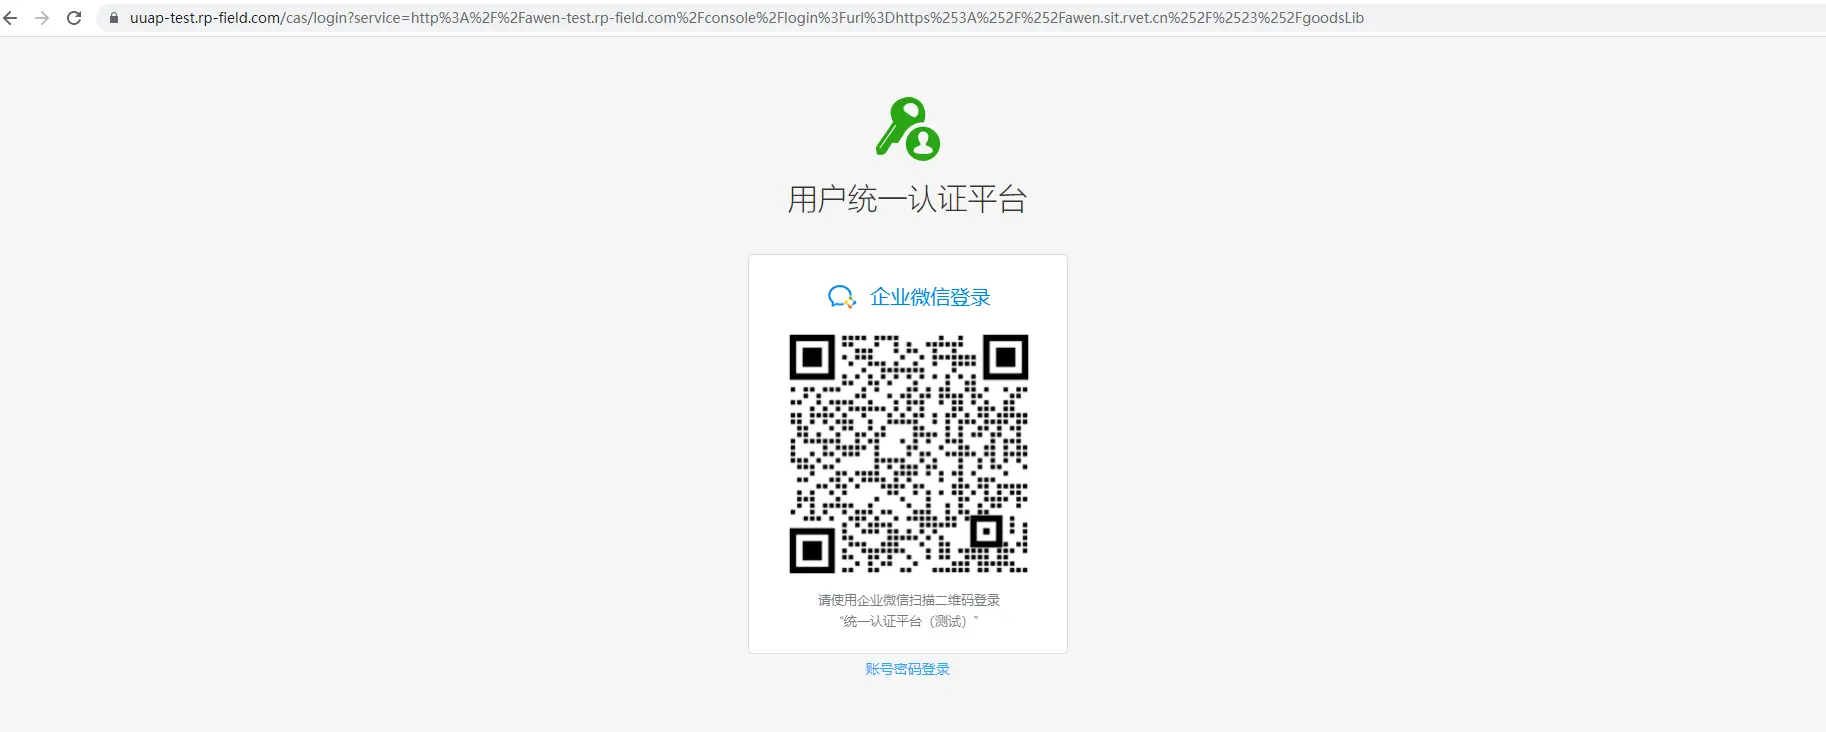 uuap-test.rp-field.com/cas/login?service=http%3A%2F%2Fawen-test.rp-field.com%2Fconsole%2Flogin%3Furl%3Dhttps%253A%252F%252Fawen.sit.rvet.cn%252F%2523%252FgoodsLib
用户统一认证平台
企业微信登录
请使用企业微信扫描二维码登录
“统一认证平台（测试）”
账号密码登录